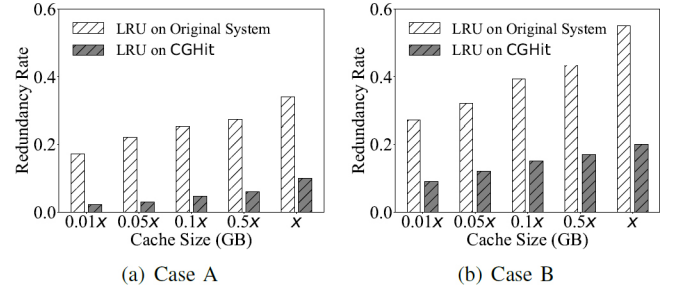 0.6
0.4
0.2
0.0
Redundancy Rate
LRU on Original System
LRU on CGHit
0.01x 0.05x 0.1x 0.5x x
Cache Size (GB)
(a) Case A
0.6
0.4
0.2
0.0
Redundancy Rate
LRU on Original System
LRU on CGHit
0.01x 0.05x 0.1x 0.5x x
Cache Size (GB)
(b) Case B